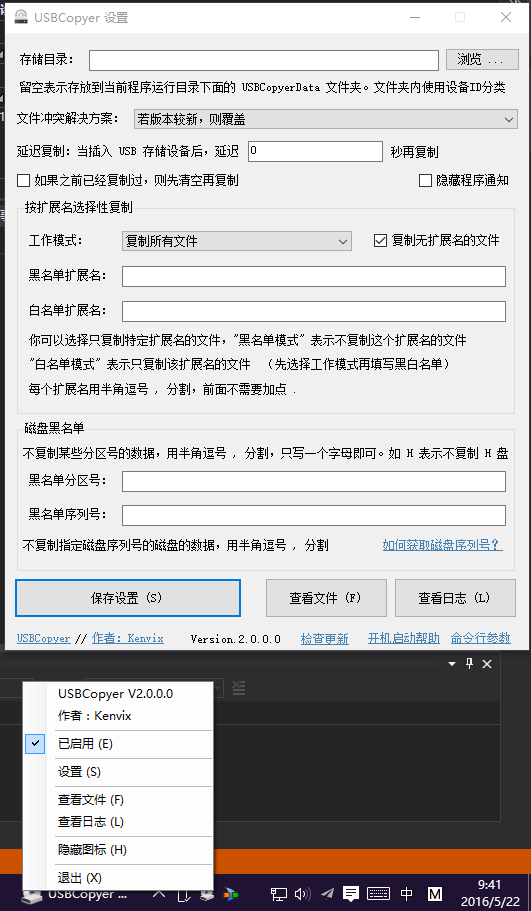 USBCopyer 设置
存储目录：
浏览 ...
留空表示存放到当前程序运行目录下面的 USBCopyerData 文件夹。文件夹内使用设备ID分类
文件冲突解决方案： 若版本较新，则覆盖
延迟复制：当插入 USB 存储设备后，延迟 0 秒再复制
如果之前已经复制过，则先清空再复制 隐藏程序通知
按扩展名选择性复制
工作模式： 复制所有文件 复制无扩展名的文件
黑名单扩展名：
白名单扩展名：
你可以选择只复制特定扩展名的文件，"黑名单模式" 表示不复制这个扩展名的文件
"白名单模式" 表示只复制该扩展名的文件 （先选择工作模式再填写黑白名单）
每个扩展名用半角逗号 , 分割，前面不需要加点 .
磁盘黑名单
不复制某些分区号的数据，用半角逗号 , 分割，只写一个字母即可。如 H 表示不复制 H 盘
黑名单分区号：
黑名单序列号：
不复制指定磁盘序列号的磁盘的数据，用半角逗号 , 分割 如何获取磁盘序列号？
保存设置 (S) 查看文件 (F) 查看日志 (L)
USBCopyer // 作者：Kenvix Version.2.0.0.0 检查更新 开机启动帮助 命令行参数
USBCopyer V2.0.0.0
作者：Kenvix
已启用 (E)
设置 (S)
查看文件 (F)
查看日志 (L)
隐藏图标 (H)
退出 (X)
USBCopyer ...
中
M
9:41
2016/5/22